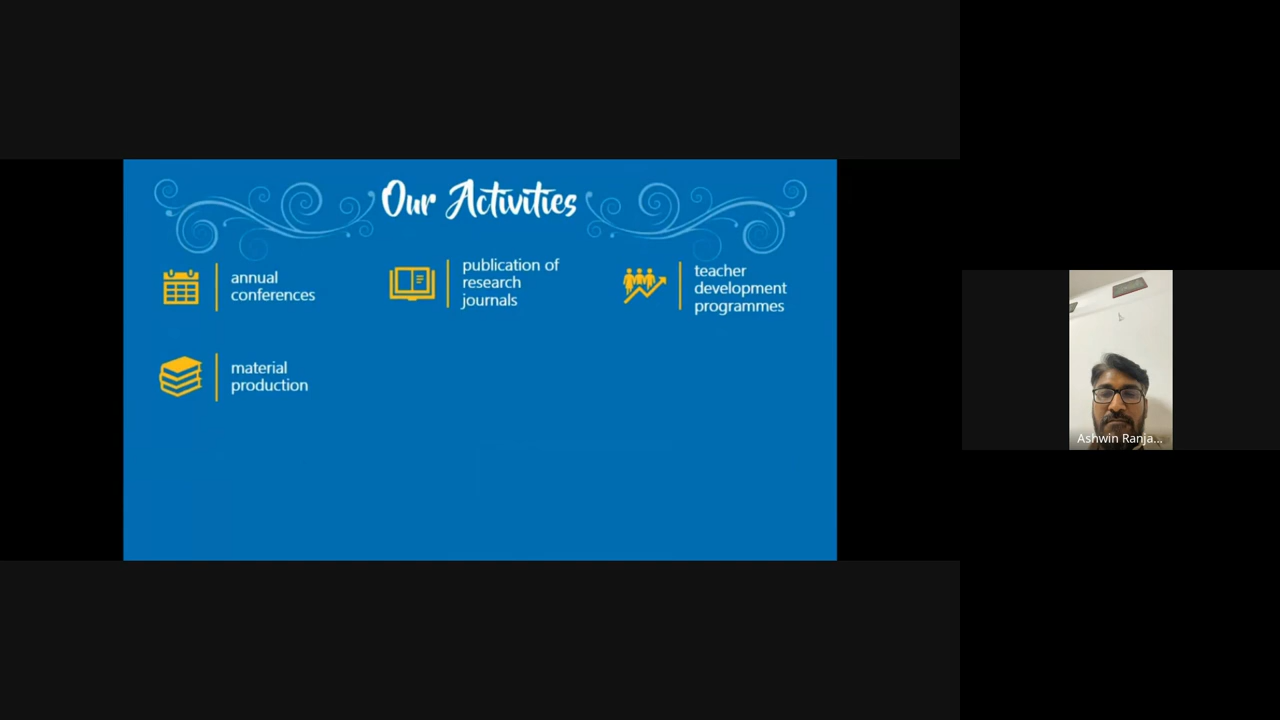 Our Activities
annual
conferences
publication of
research
journals
teacher
development
programmes
material
production
Ashwin Ranja...